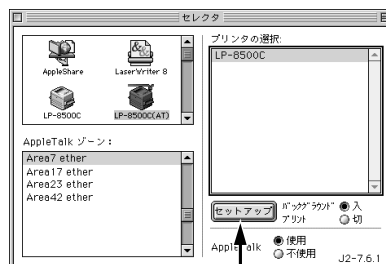 セレクタ
AppleShare
LaserWriter 8
LP-8500C
LP-8500C(AT)
AppleTalk ゾーン：
Area7 ether
Area17 ether
Area23 ether
Area42 ether
プリンタの選択:
LP-8500C
セットアップ
ﾊﾞｯｸｸﾞﾗｳﾝﾄﾞ
プリント
入
切
AppleTalk
使用
不使用
J2-7.6.1